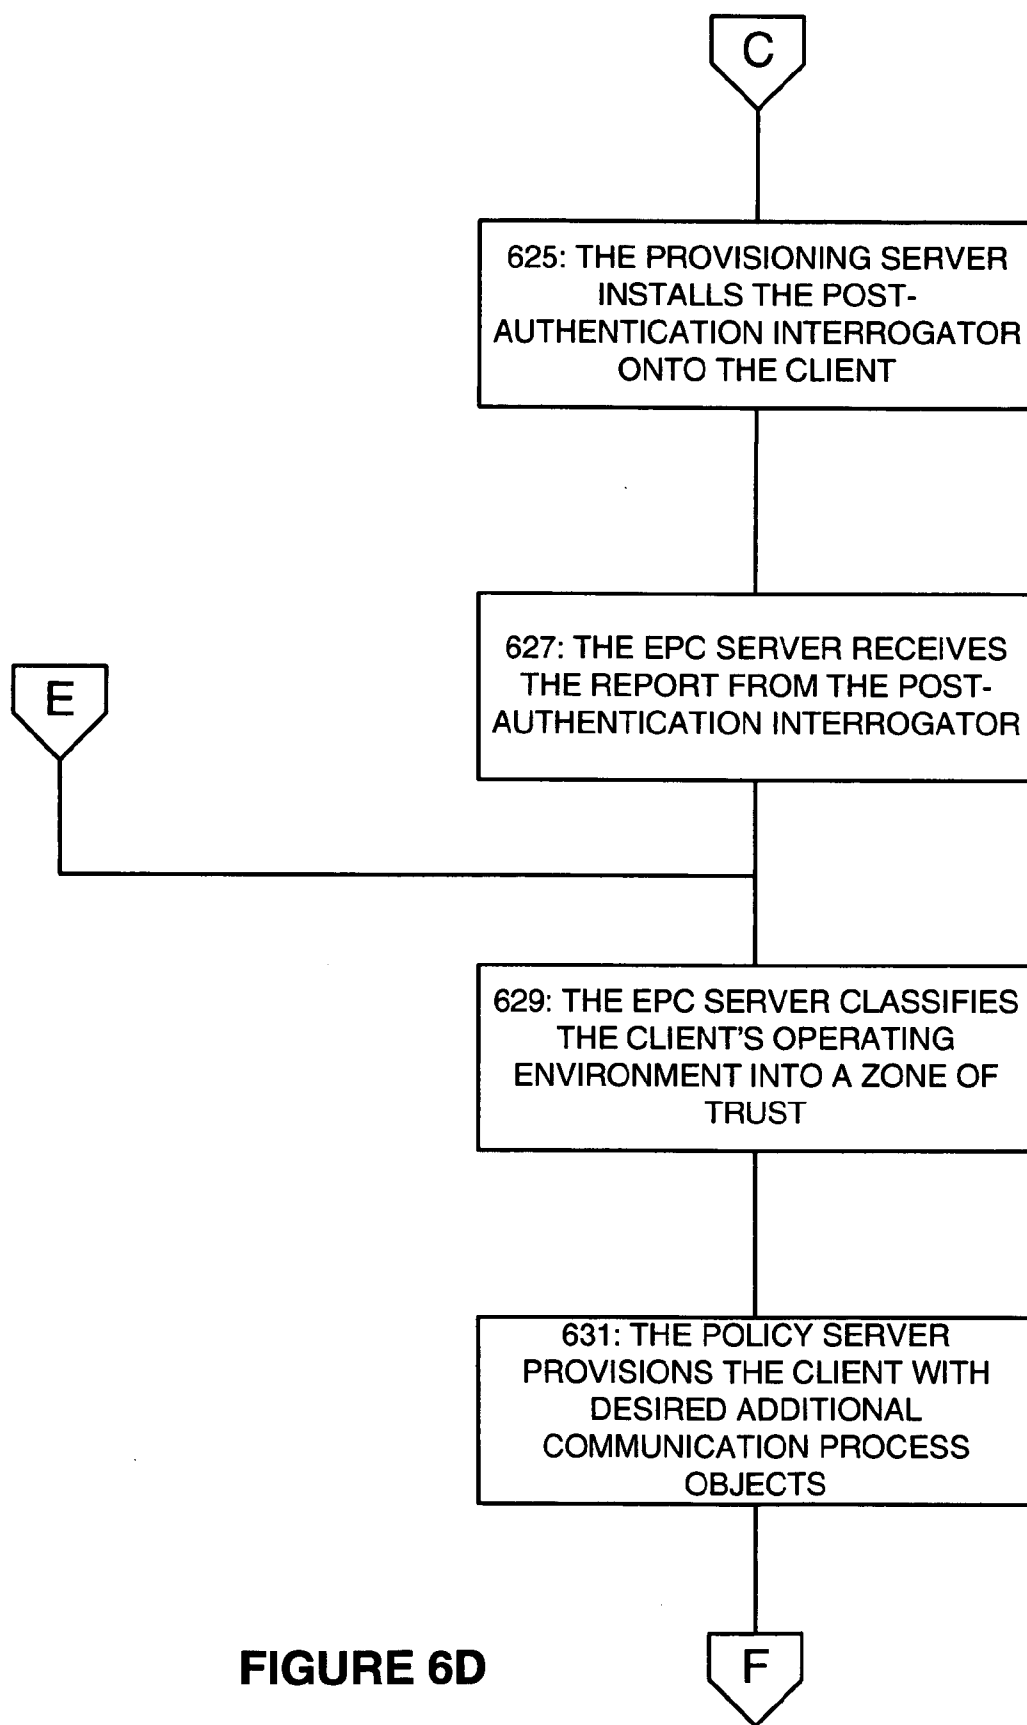 C
625: THE PROVISIONING SERVER
INSTALLS THE POST-
AUTHENTICATION INTERROGATOR
ONTO THE CLIENT
627: THE EPC SERVER RECEIVES
THE REPORT FROM THE POST-
AUTHENTICATION INTERROGATOR
E
629: THE EPC SERVER CLASSIFIES
THE CLIENT'S OPERATING
ENVIRONMENT INTO A ZONE OF
TRUST
631: THE POLICY SERVER
PROVISIONS THE CLIENT WITH
DESIRED ADDITIONAL
COMMUNICATION PROCESS
OBJECTS
FIGURE 6D
F